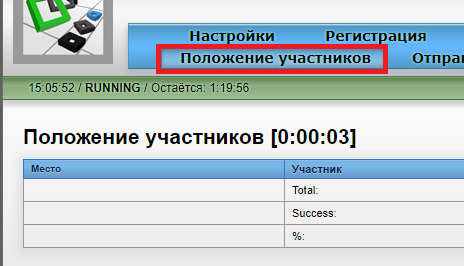 Настройки Регистрация
Положение участников
15:05:52 / RUNNING / Остаётся: 1:19:56
Положение участников [0:00:03]
Место Участник
Total:
Success:
%: